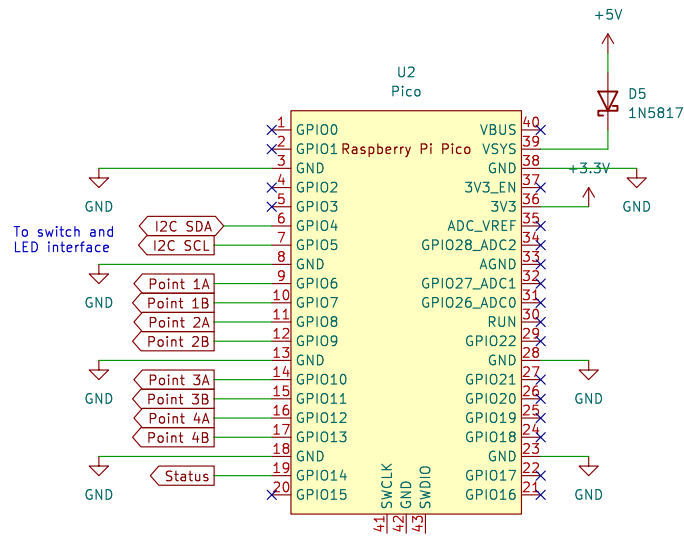 +5V
U2
Pico
D5
1N5817
1 GPIO0 VBUS 40
2 GPIO1 Raspberry Pi Pico VSYS 39
3 GND GND 38
+3.3V
4 GPIO2 3V3_EN 37
5 GPIO3 3V3 36
GND GND
I2C SDA 6 GPIO4 ADC_VREF 35
To switch and
LED interface
I2C SCL 7 GPIO5 GPIO28_ADC2 34
8 GND AGND 33
Point 1A 9 GPIO6 GPIO27_ADC1 32
GND Point 1B 10 GPIO7 GPIO26_ADC0 31
Point 2A 11 GPIO8 RUN 30
Point 2B 12 GPIO9 GPIO22 29
13 GND GND 28
Point 3A 14 GPIO10 GPIO21 27
GND Point 3B 15 GPIO11 GPIO20 26 GND
Point 4A 16 GPIO12 GPIO19 25
Point 4B 17 GPIO13 GPIO18 24
18 GND GND 23
Status 19 GPIO14 GPIO17 22
GND 20 GPIO15 GPIO16 21 GND
SWCLK GND SWDIO
41 42 43